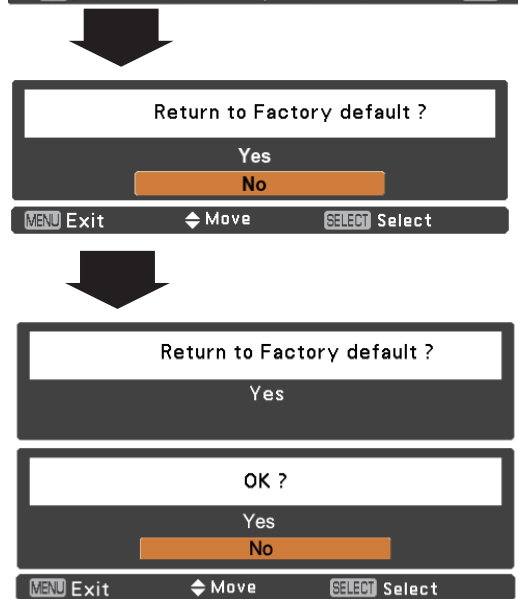 Return to Factory default ?
Yes
No
MENU Exit Move SELECT Select
Return to Factory default ?
Yes
OK ?
Yes
No
MENU Exit Move SELECT Select